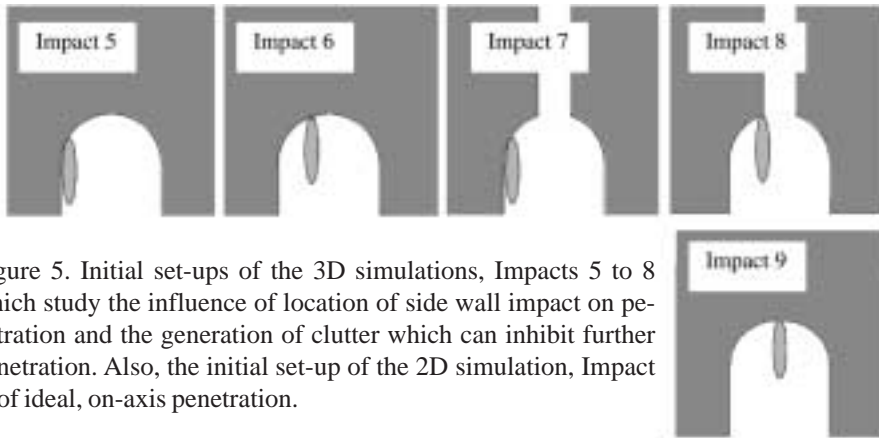 Impact 5
Impact 6
Impact 7
Impact 8
Impact 9
gure 5. Initial set-ups of the 3D simulations, Impacts 5 to 8
hich study the influence of location of side wall impact on pe-
tration and the generation of clutter which can inhibit further
netration. Also, the initial set-up of the 2D simulation, Impact
of ideal, on-axis penetration.